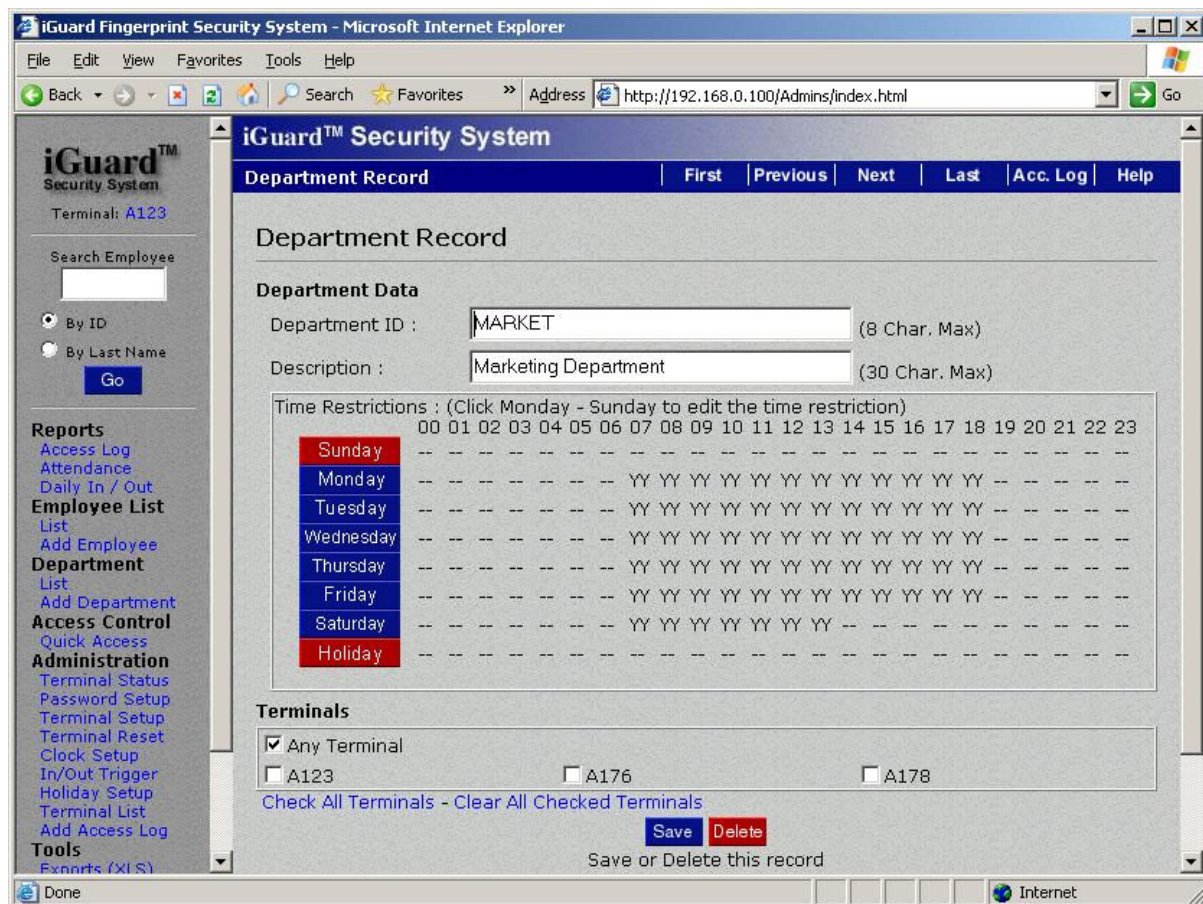 iGuard Fingerprint Security System - Microsoft Internet Explorer
File Edit View Favorites Tools Help
Back Search Favorites » Address http://192.168.0.100/Admins/index.html Go
iGuard™
Security System
Terminal: A123
Search Employee
By ID
By Last Name
Go
Reports
Access Log
Attendance
Daily In / Out
Employee List
List
Add Employee
Department
List
Add Department
Access Control
Quick Access
Administration
Terminal Status
Password Setup
Terminal Setup
Terminal Reset
Clock Setup
In/Out Trigger
Holiday Setup
Terminal List
Add Access Log
Tools
Exports (XLS)
iGuard™ Security System
Department Record | First | Previous | Next | Last | Acc. Log | Help
Department Record
Department Data
Department ID : MARKET (8 Char. Max)
Description : Marketing Department (30 Char. Max)
Time Restrictions : (Click Monday - Sunday to edit the time restriction)
00 01 02 03 04 05 06 07 08 09 10 11 12 13 14 15 16 17 18 19 20 21 22 23
Sunday -- -- -- -- -- -- -- -- -- -- -- -- -- -- -- -- -- -- -- -- -- -- -- --
Monday -- -- -- -- -- -- -- YY YY YY YY YY YY YY YY YY YY YY YY -- -- -- -- --
Tuesday -- -- -- -- -- -- -- YY YY YY YY YY YY YY YY YY YY YY YY -- -- -- -- --
Wednesday -- -- -- -- -- -- -- YY YY YY YY YY YY YY YY YY YY YY YY -- -- -- -- --
Thursday -- -- -- -- -- -- -- YY YY YY YY YY YY YY YY YY YY YY YY -- -- -- -- --
Friday -- -- -- -- -- -- -- YY YY YY YY YY YY YY YY YY YY YY YY -- -- -- -- --
Saturday -- -- -- -- -- -- -- YY YY YY YY YY YY YY -- -- -- -- -- -- -- -- -- --
Holiday -- -- -- -- -- -- -- -- -- -- -- -- -- -- -- -- -- -- -- -- -- -- -- --
Terminals
Any Terminal
A123 A176 A178
Check All Terminals - Clear All Checked Terminals
Save Delete
Save or Delete this record
Done Internet